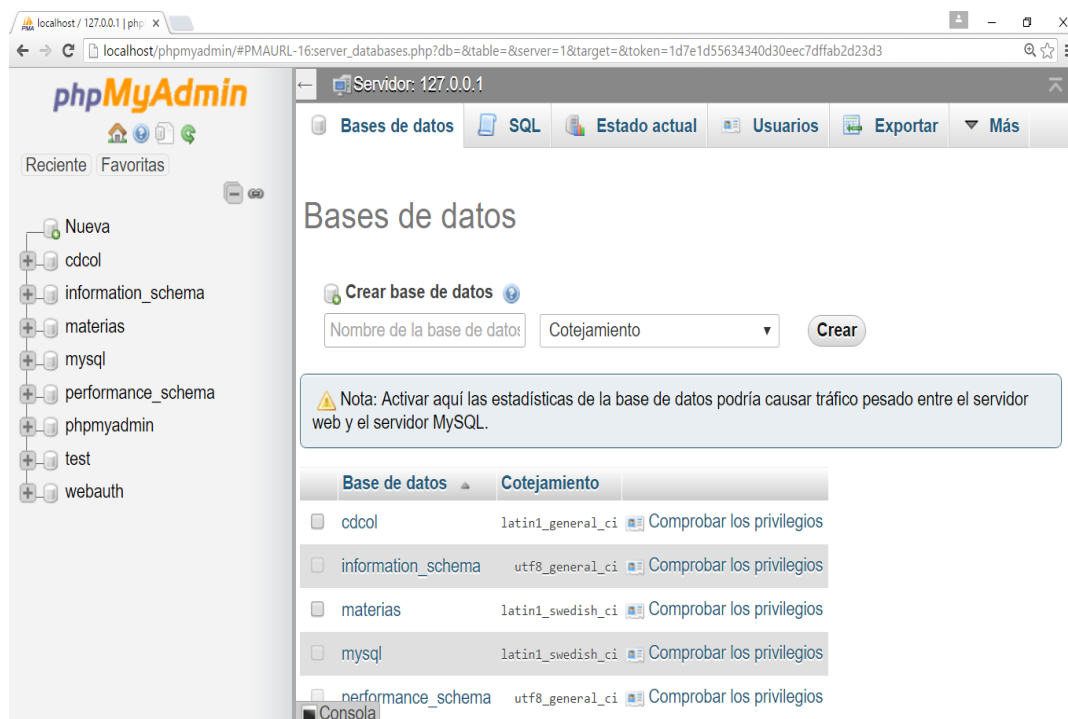 localhost / 127.0.0.1 | php
localhost/phpmyadmin/#PMAURL-16:server_databases.php?db=&table=&server=1&target=&token=1d7e1d55634340d30eec7dffab2d23d3
phpMyAdmin
Reciente Favoritas
Nueva
cdcol
information_schema
materias
mysql
performance_schema
phpmyadmin
test
webauth
Servidor: 127.0.0.1
Bases de datos SQL Estado actual Usuarios Exportar Más
Bases de datos
Crear base de datos
Nombre de la base de datos Cotejamiento Crear
Nota: Activar aquí las estadísticas de la base de datos podría causar tráfico pesado entre el servidor
web y el servidor MySQL.
Base de datos Cotejamiento
cdcol latin1_general_ci Comprobar los privilegios
information_schema utf8_general_ci Comprobar los privilegios
materias latin1_swedish_ci Comprobar los privilegios
mysql latin1_swedish_ci Comprobar los privilegios
performance_schema utf8_general_ci Comprobar los privilegios
Consola